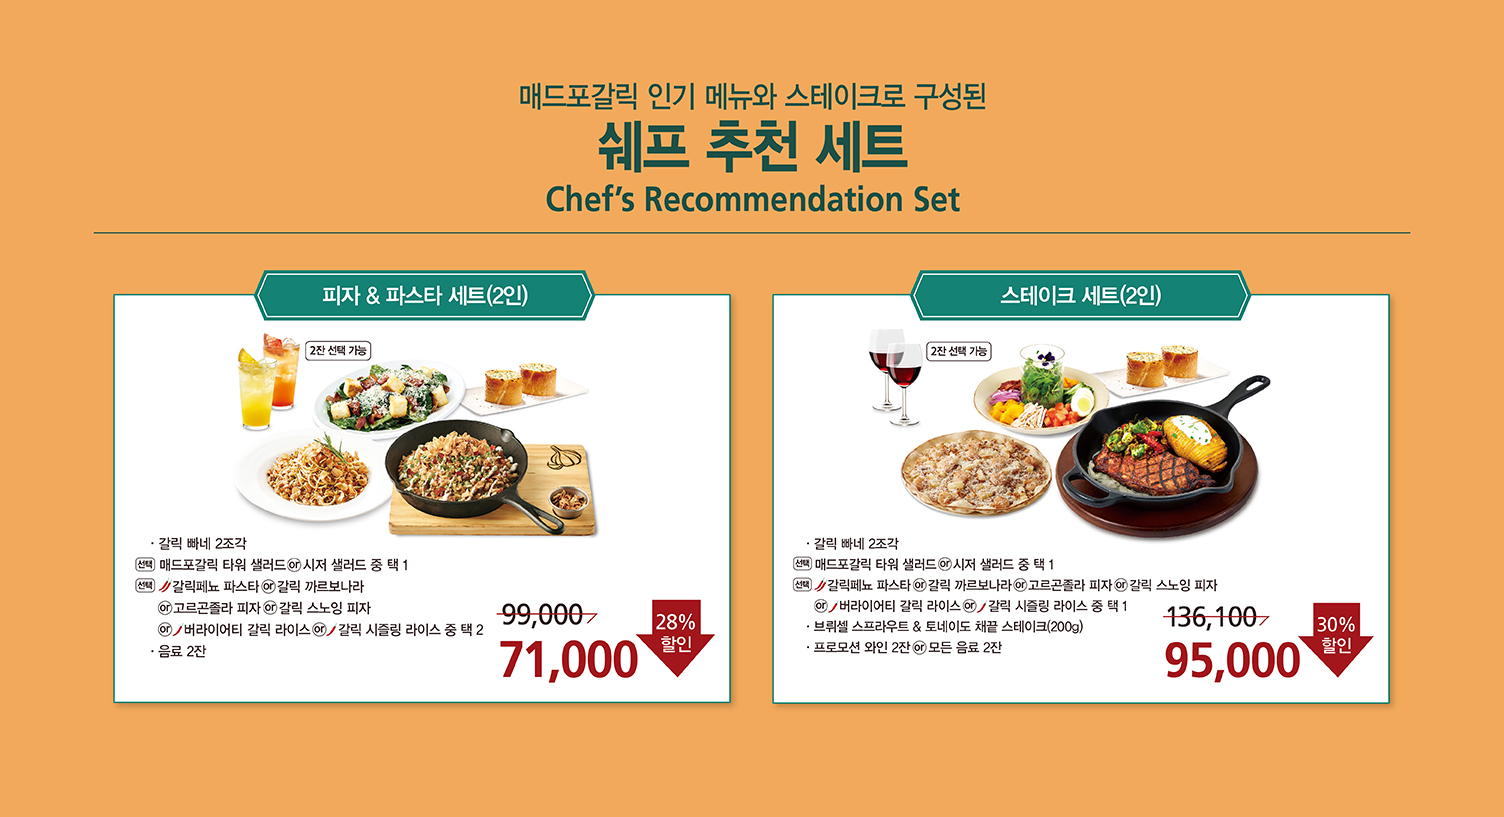 매드포갈릭 인기 메뉴와 스테이크로 구성된
쉐프 추천 세트
Chef's Recommendation Set
피자 & 파스타 세트(2인)
2잔 선택 가능
· 갈릭 빠네 2조각
선택 매드포갈릭 타워 샐러드 or 시저 샐러드 중 택 1
선택 갈릭페뇨 파스타 or 갈릭 까르보나라
or 고르곤졸라 피자 or 갈릭 스노잉 피자
or 버라이어티 갈릭 라이스 or 갈릭 시즐링 라이스 중 택 2
· 음료 2잔
99,000
71,000
28%
할인
스테이크 세트(2인)
2잔 선택 가능
· 갈릭 빠네 2조각
선택 매드포갈릭 타워 샐러드 or 시저 샐러드 중 택 1
선택 갈릭페뇨 파스타 or 갈릭 까르보나라 or 고르곤졸라 피자 or 갈릭 스노잉 피자
or 버라이어티 갈릭 라이스 or 갈릭 시즐링 라이스 중 택 1
· 브뤼셀 스프라우트 & 토네이도 채끝 스테이크(200g)
· 프로모션 와인 2잔 or 모든 음료 2잔
136,100
95,000
30%
할인